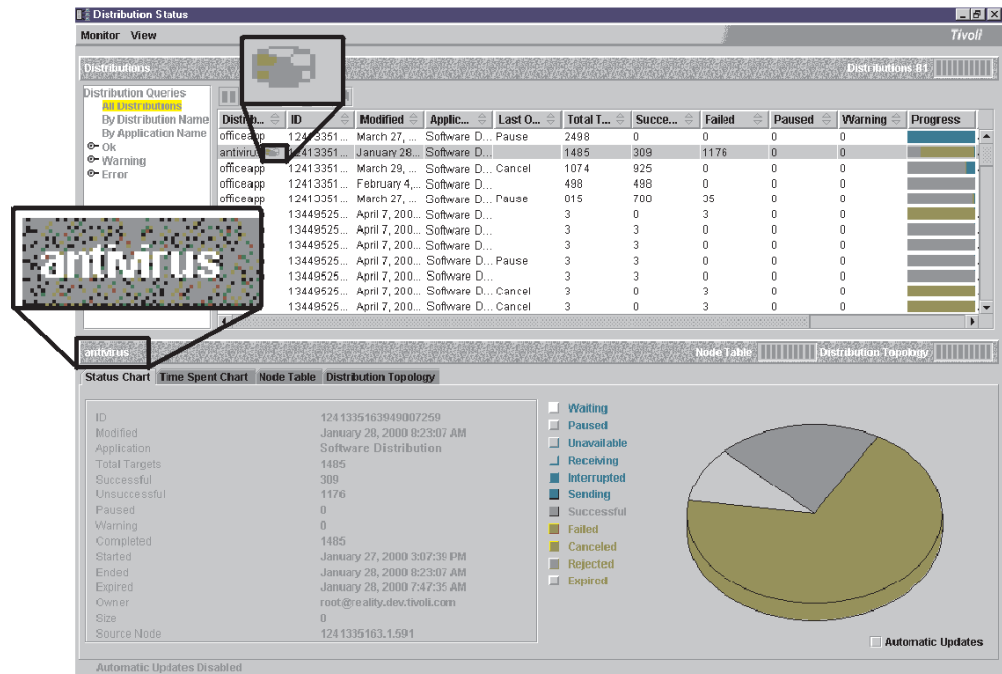 Distribution Status
Monitor View
Tivoli
Distributions
Distributions 81
Distribution Queries
All Distributions
By Distribution Name
By Application Name
Ok
Warning
Error
Distrib... ID Modified Applic... Last O... Total T... Succe... Failed Paused Warning Progress
officeapp 12413351... March 27, ... Software D... Pause 2498 0 0 0 0
antivirus 12413351... January 28... Software D... 1485 309 1176 0 0
officeapp 12413351... March 29, ... Software D... Cancel 1074 925 0 0 0
officeapp 12413351... February 4,... Software D... 498 498 0 0 0
officeapp 12413351... March 27, ... Software D... Pause 015 700 35 0 0
13449525... April 7, 200... Software D... 3 0 3 0 0
13449525... April 7, 200... Software D... 3 3 0 0 0
13449525... April 7, 200... Software D... 3 3 0 0 0
13449525... April 7, 200... Software D... Pause 3 3 0 0 0
13449525... April 7, 200... Software D... 3 3 0 0 0
13449525... April 7, 200... Software D... Cancel 3 0 3 0 0
13449525... April 7, 200... Software D... Cancel 3 0 3 0 0
antivirus
antivirus
Node Table
Distribution Topology
Status Chart Time Spent Chart Node Table Distribution Topology
ID 1241335163949007259
Modified January 28, 2000 8:23:07 AM
Application Software Distribution
Total Targets 1485
Successful 309
Unsuccessful 1176
Paused 0
Warning 0
Completed 1485
Started January 27, 2000 3:07:39 PM
Ended January 28, 2000 8:23:07 AM
Expired January 28, 2000 7:47:35 AM
Owner root@reality.dev.tivoli.com
Size 0
Source Node 1241335163.1.591
Waiting
Paused
Unavailable
Receiving
Interrupted
Sending
Successful
Failed
Canceled
Rejected
Expired
Automatic Updates
Automatic Updates Disabled